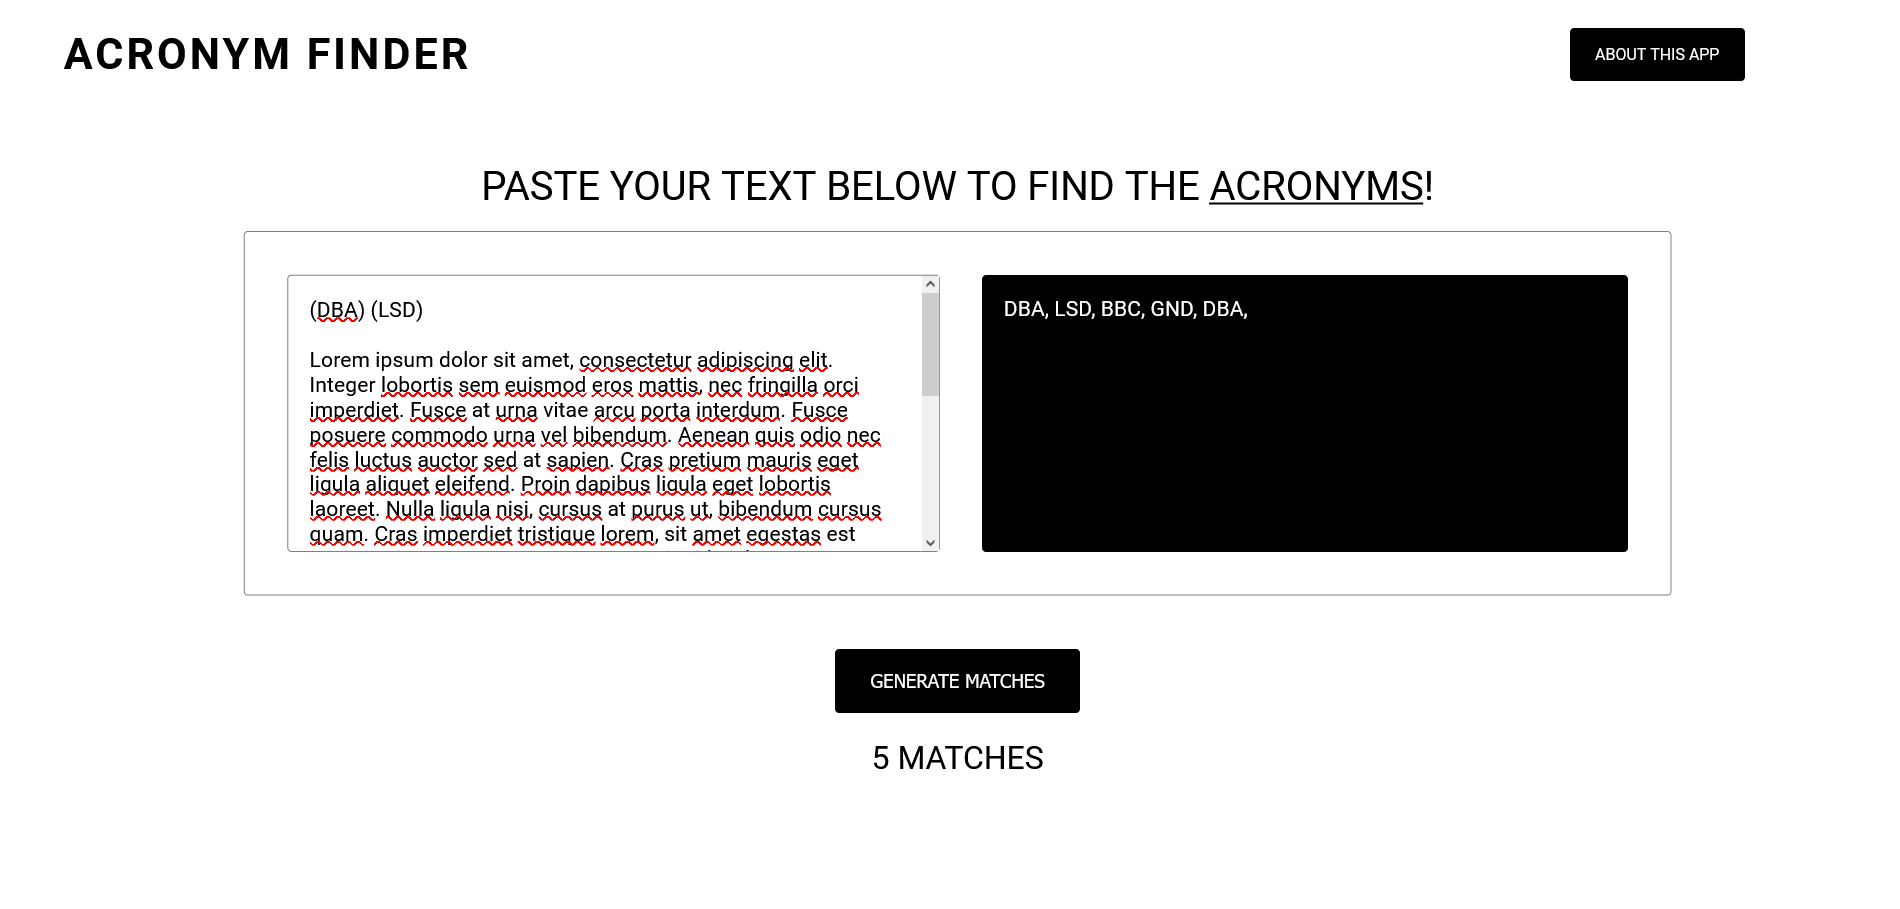 ACRONYM FINDER
ABOUT THIS APP
PASTE YOUR TEXT BELOW TO FIND THE ACRONYMS!
(DBA) (LSD)
Lorem ipsum dolor sit amet, consectetur adipiscing elit.
Integer lobortis sem euismod eros mattis, nec fringilla orci
imperdiet. Fusce at urna vitae arcu porta interdum. Fusce
posuere commodo urna vel bibendum. Aenean quis odio nec
felis luctus auctor sed at sapien. Cras pretium mauris eget
ligula aliquet eleifend. Proin dapibus ligula eget lobortis
laoreet. Nulla ligula nisi, cursus at purus ut, bibendum cursus
quam. Cras imperdiet tristique lorem, sit amet egestas est
DBA, LSD, BBC, GND, DBA,
GENERATE MATCHES
5 MATCHES